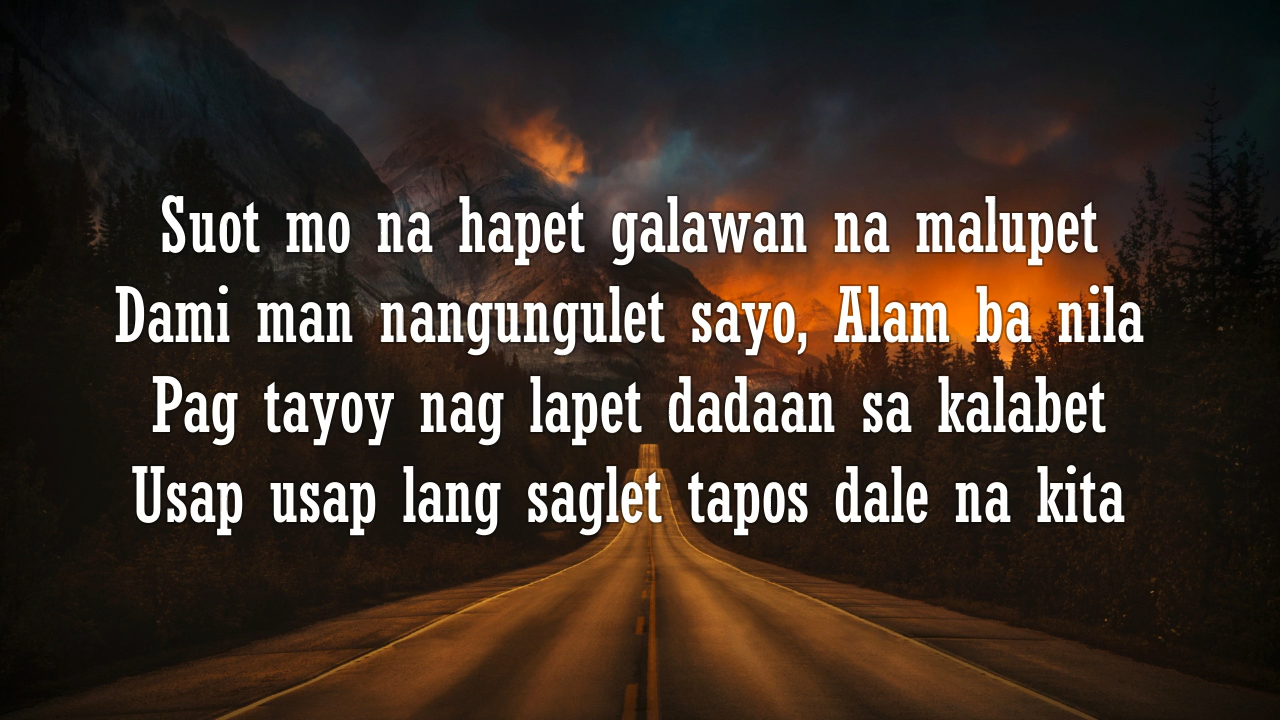 Suot mo na hapet galawan na malupet
Dami man nangungulet sayo, Alam ba nila
Pag tayoy nag lapet dadaan sa kalabet
Usap usap lang saglet tapos dale na kita